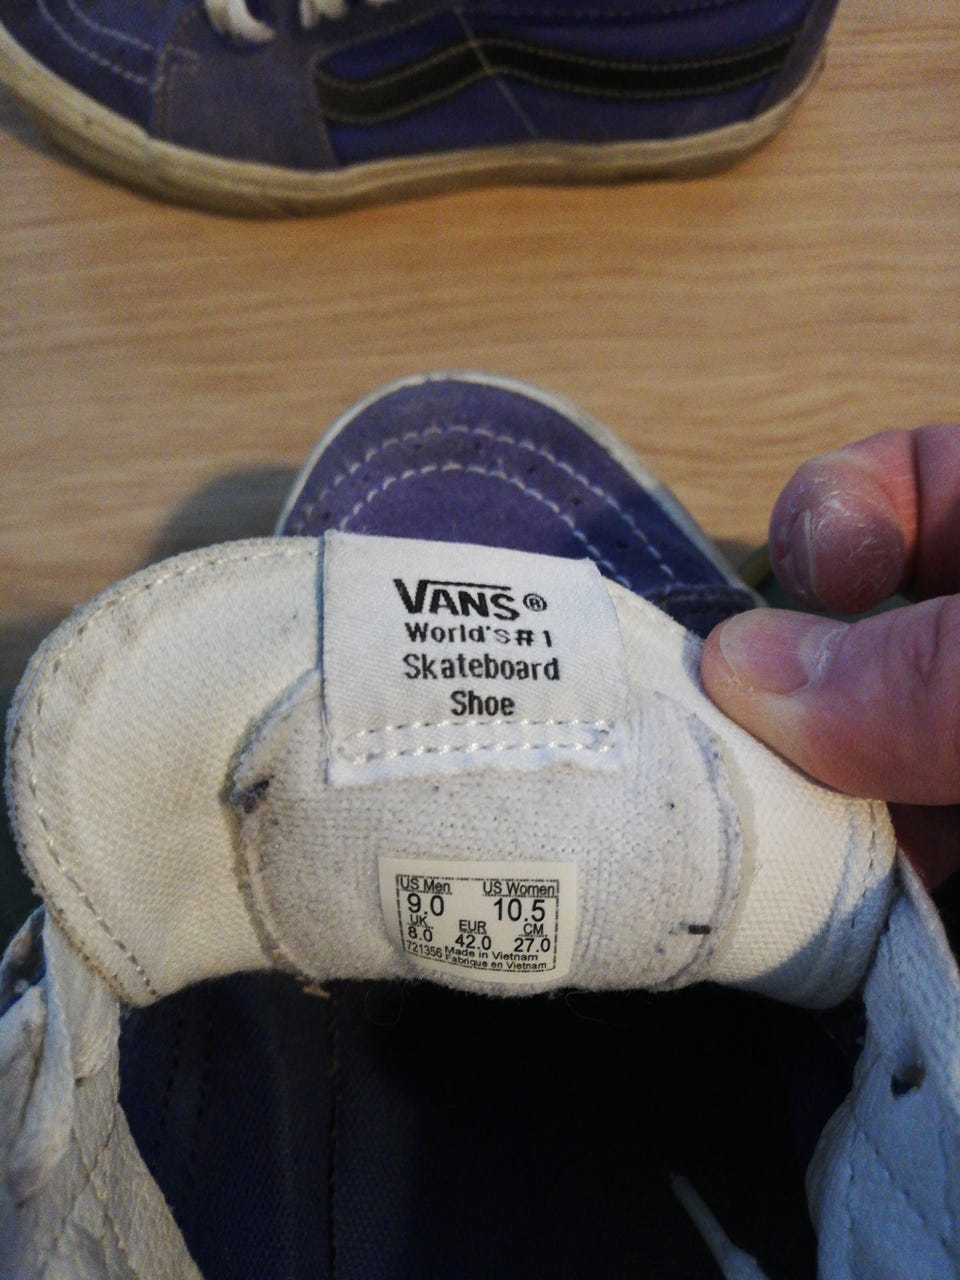 VANS®
World's #1
Skateboard
Shoe
US Men US Women
9.0 10.5
UK EUR CM
8.0 42.0 27.0
721356 Made in Vietnam
Fabrique en Vietnam